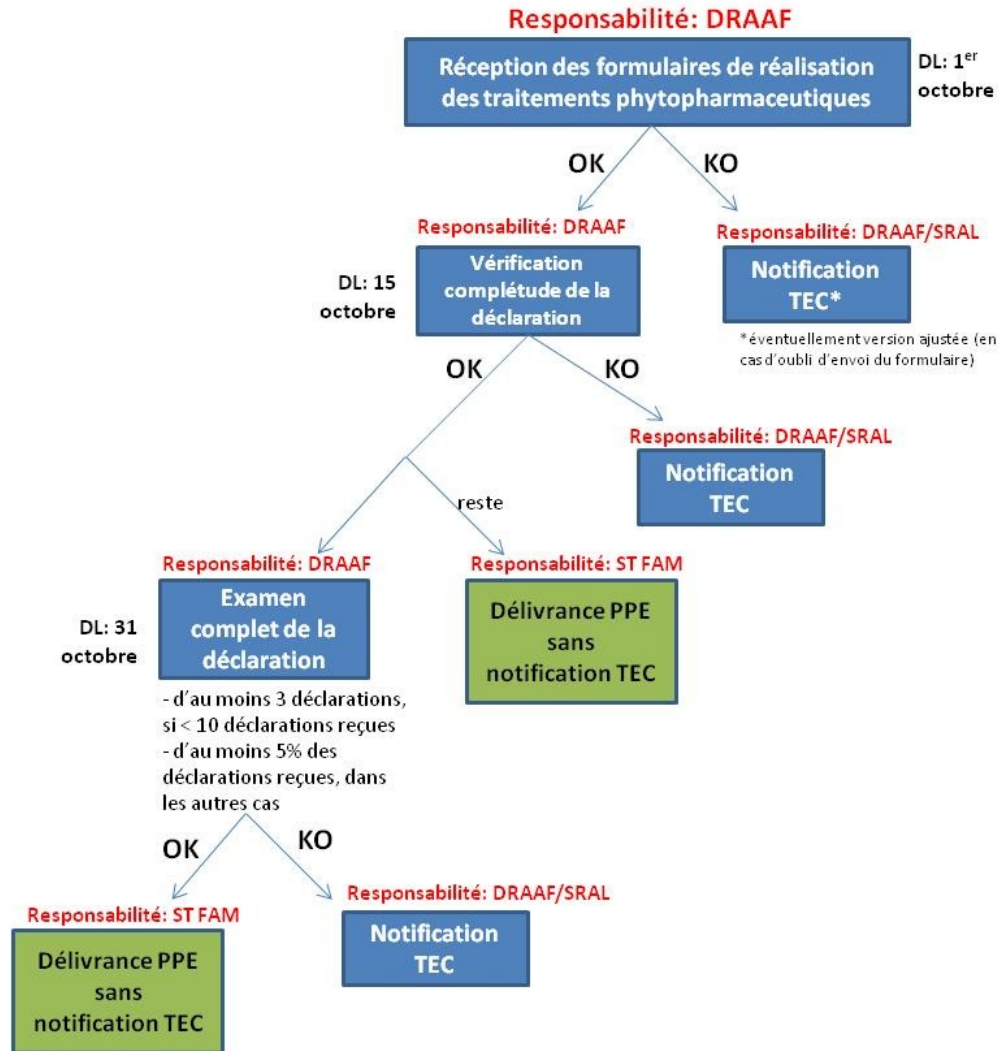 Responsabilité: DRAAF
Réception des formulaires de réalisation
des traitements phytopharmaceutiques
DL: 1er
octobre
OK
KO
Responsabilité: DRAAF
Vérification
complétude de la
déclaration
DL: 15
octobre
Responsabilité: DRAAF/SRAL
Notification
TEC*
*éventuellement version ajustée (en
cas d'oubli d'envoi du formulaire)
OK
KO
Responsabilité: DRAAF/SRAL
Notification
TEC
reste
Responsabilité: DRAAF
Examen
complet de la
déclaration
DL: 31
octobre
- d'au moins 3 déclarations,
si < 10 déclarations reçues
- d'au moins 5% des
déclarations reçues, dans
les autres cas
Responsabilité: ST FAM
Délivrance PPE
sans
notification TEC
OK
KO
Responsabilité: ST FAM
Délivrance PPE
sans
notification TEC
Responsabilité: DRAAF/SRAL
Notification
TEC